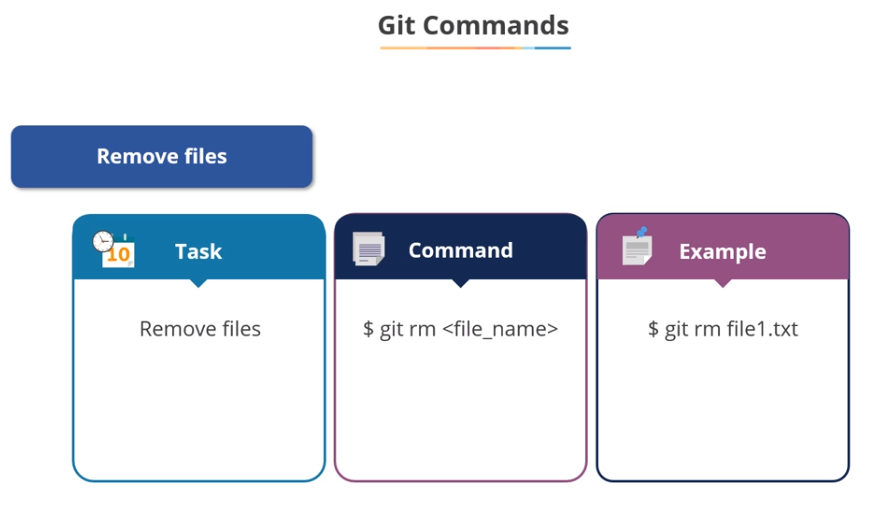 Git Commands
Remove files
10
Task
Command
Example
Remove files
$ git rm <file_name>
$ git rm file1.txt